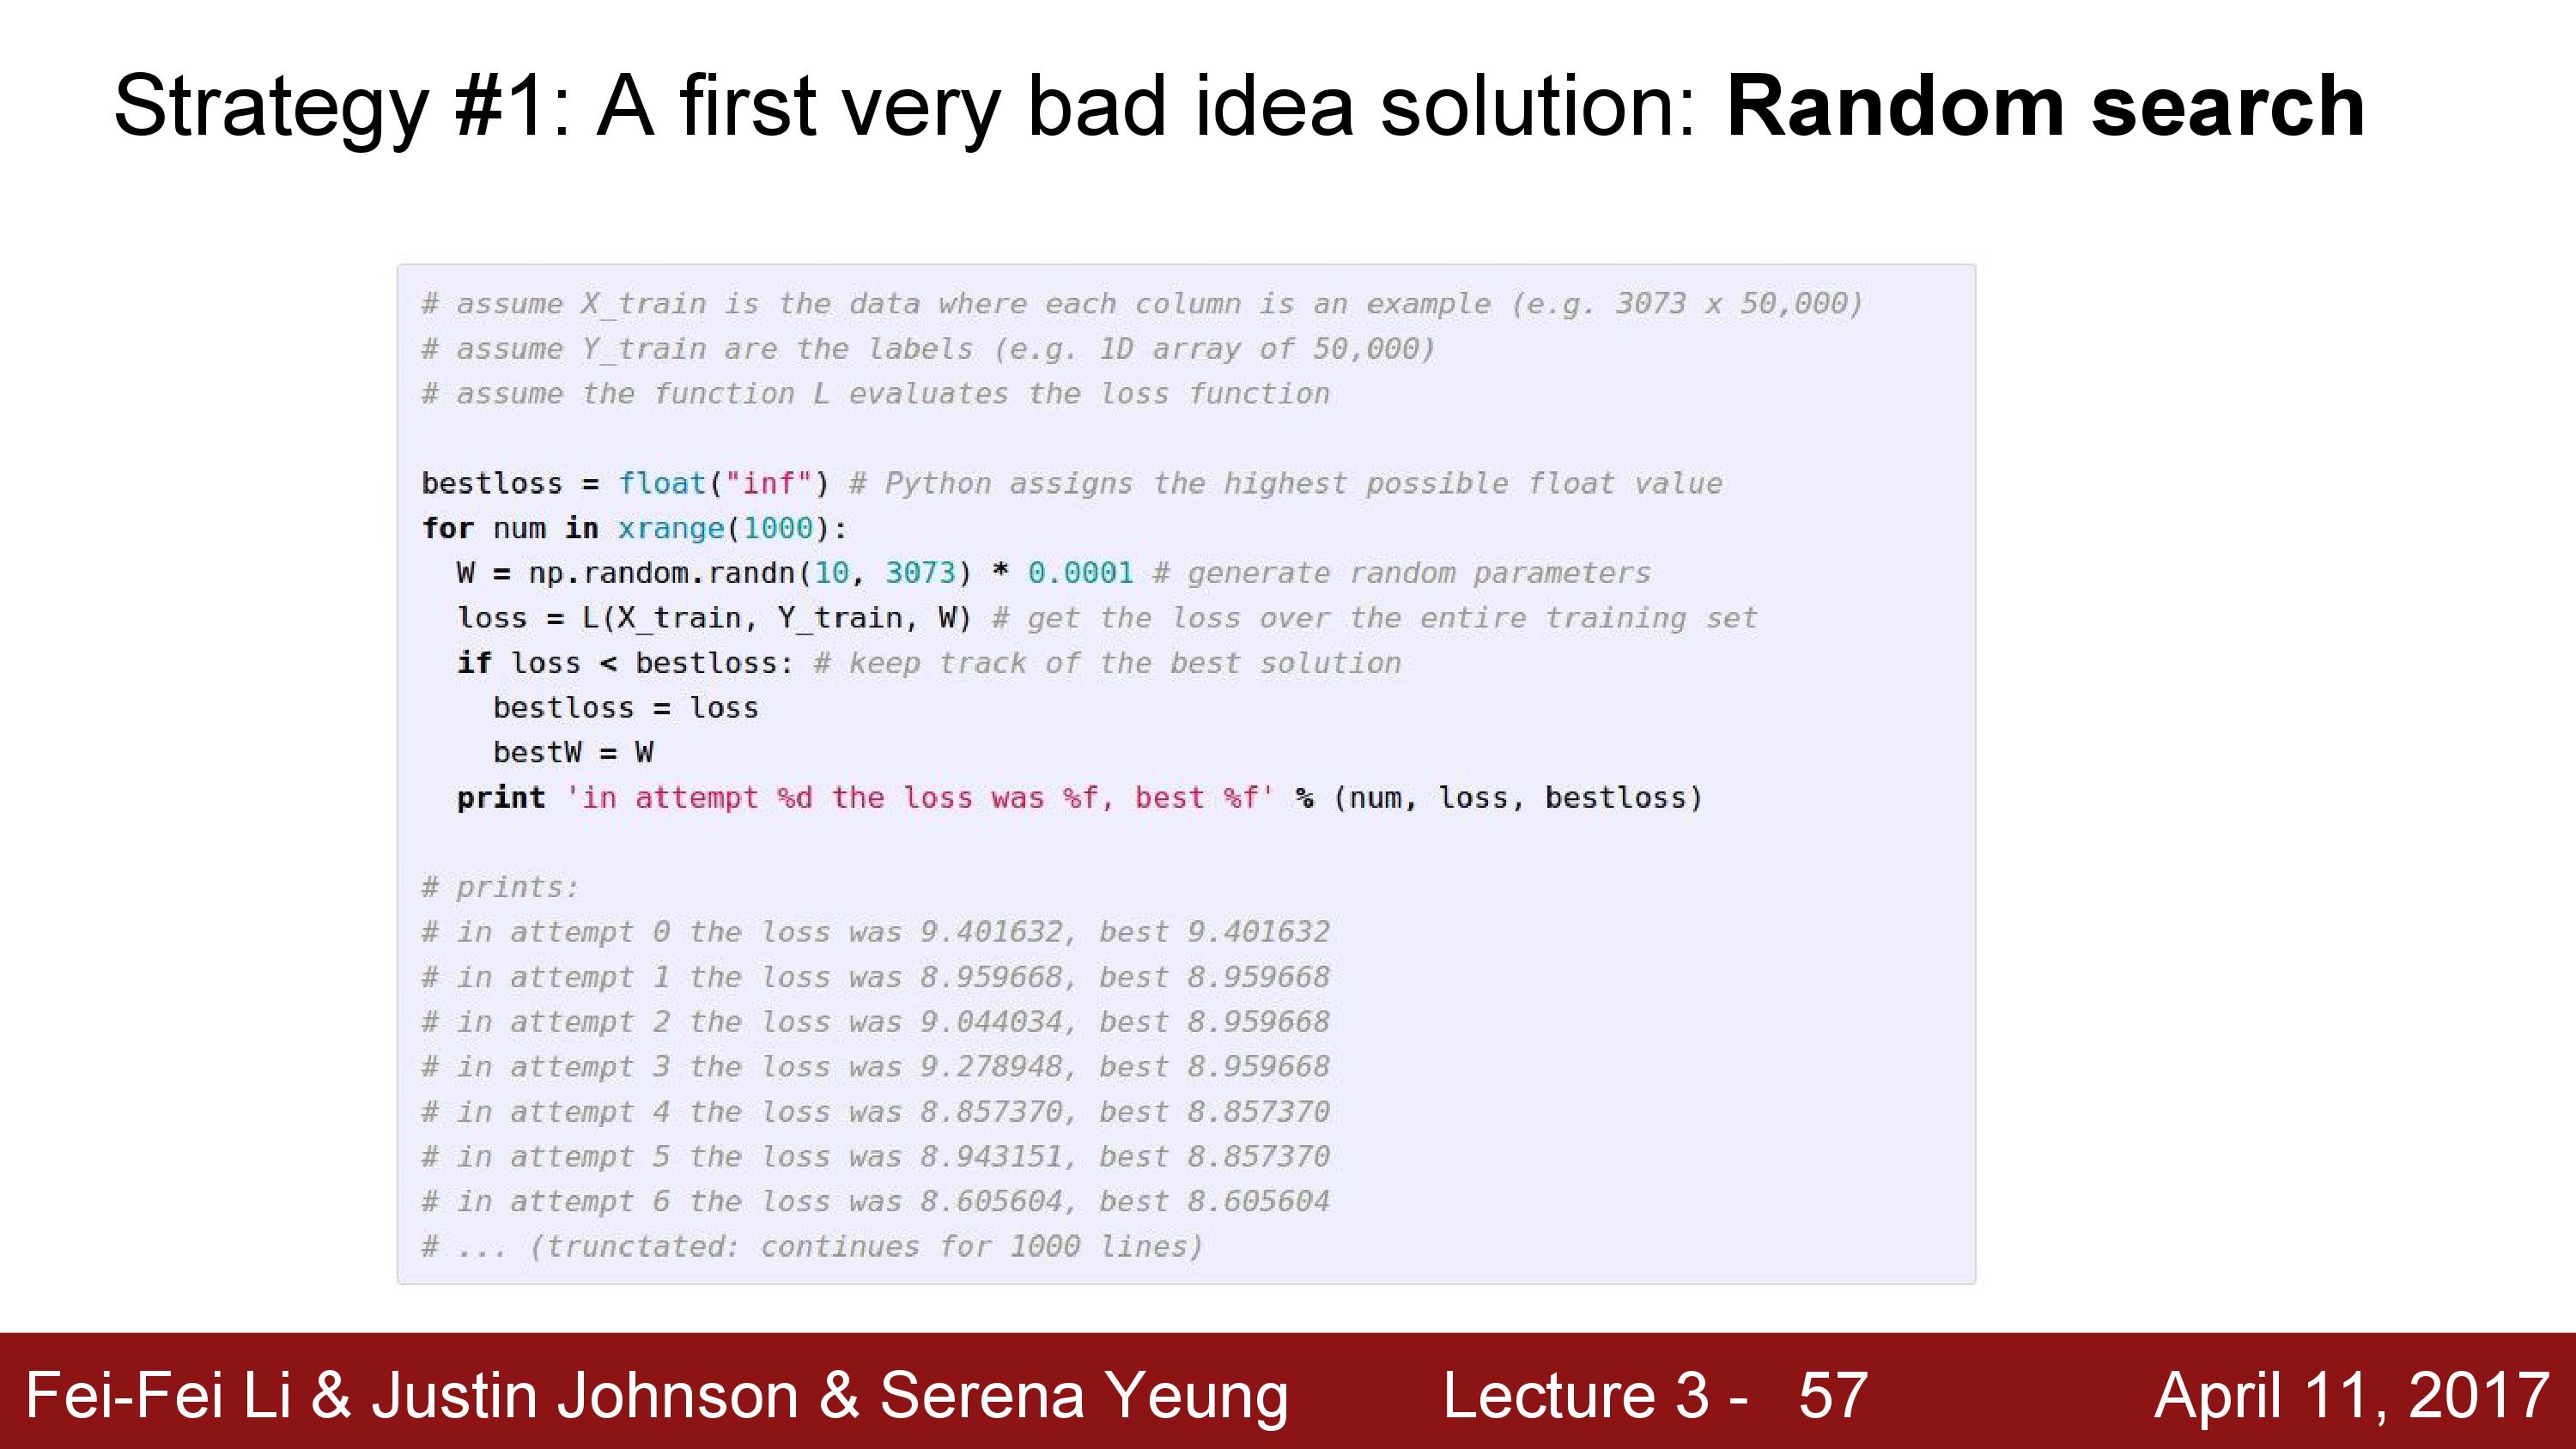 Strategy #1: A first very bad idea solution: Random search
# assume X_train is the data where each column is an example (e.g. 3073 x 50,000)
# assume Y_train are the labels (e.g. 1D array of 50,000)
# assume the function L evaluates the loss function
bestloss = float("inf") # Python assigns the highest possible float value
for num in xrange(1000):
  W = np.random.randn(10, 3073) * 0.0001 # generate random parameters
  loss = L(X_train, Y_train, W) # get the loss over the entire training set
  if loss < bestloss: # keep track of the best solution
    bestloss = loss
    bestW = W
  print 'in attempt %d the loss was %f, best %f' % (num, loss, bestloss)
# prints:
# in attempt 0 the loss was 9.401632, best 9.401632
# in attempt 1 the loss was 8.959668, best 8.959668
# in attempt 2 the loss was 9.044034, best 8.959668
# in attempt 3 the loss was 9.278948, best 8.959668
# in attempt 4 the loss was 8.857370, best 8.857370
# in attempt 5 the loss was 8.943151, best 8.857370
# in attempt 6 the loss was 8.605604, best 8.605604
# ... (trunctated: continues for 1000 lines)
Fei-Fei Li & Justin Johnson & Serena Yeung Lecture 3 - 57 April 11, 2017